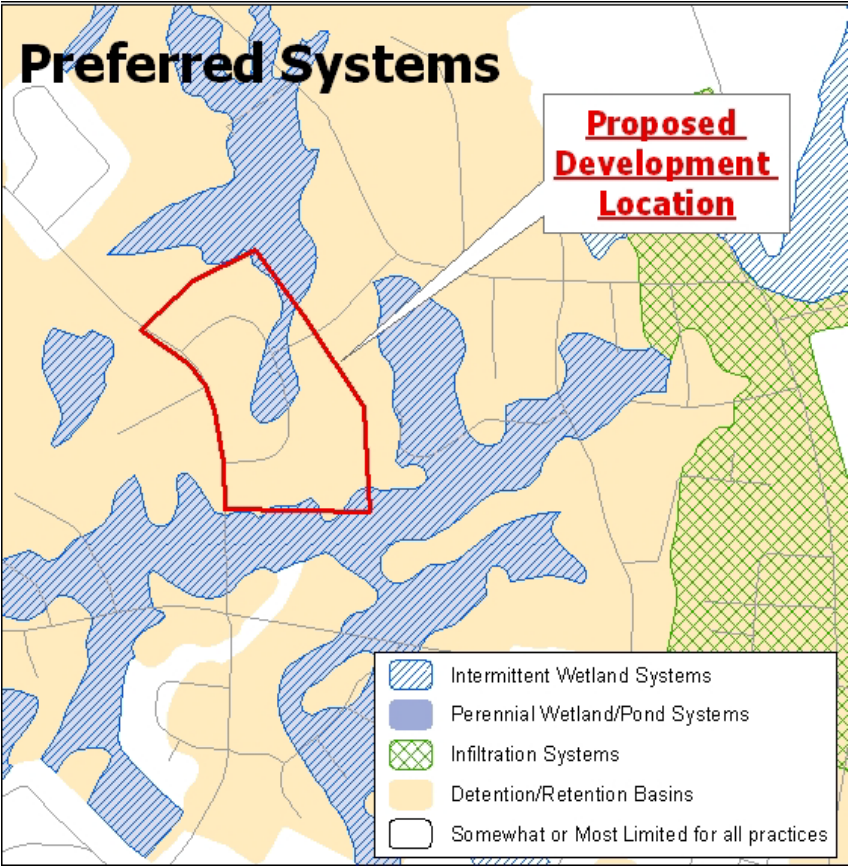 Preferred Systems
Proposed
Development
Location
Intermittent Wetland Systems
Perennial Wetland/Pond Systems
Infiltration Systems
Detention/Retention Basins
Somewhat or Most Limited for all practices